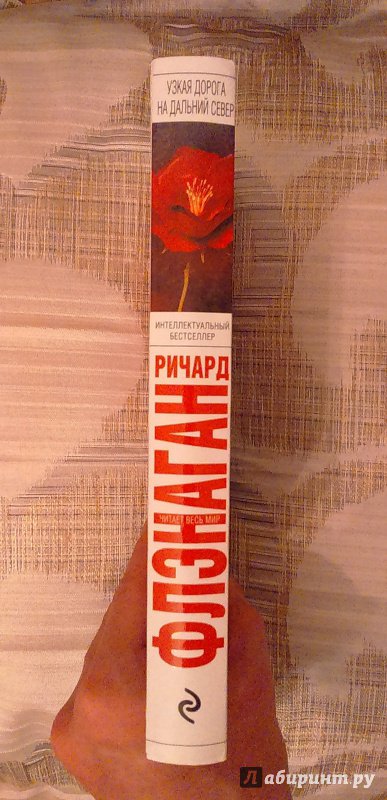 УЗКАЯ ДОРОГА
НА ДАЛЬНИЙ СЕВЕР
ИНТЕЛЛЕКТУАЛЬНЫЙ
БЕСТСЕЛЛЕР
РИЧАРД
ФЛЭНАГАН
ЧИТАЕТ ВЕСЬ МИР
Лабиринт.ру